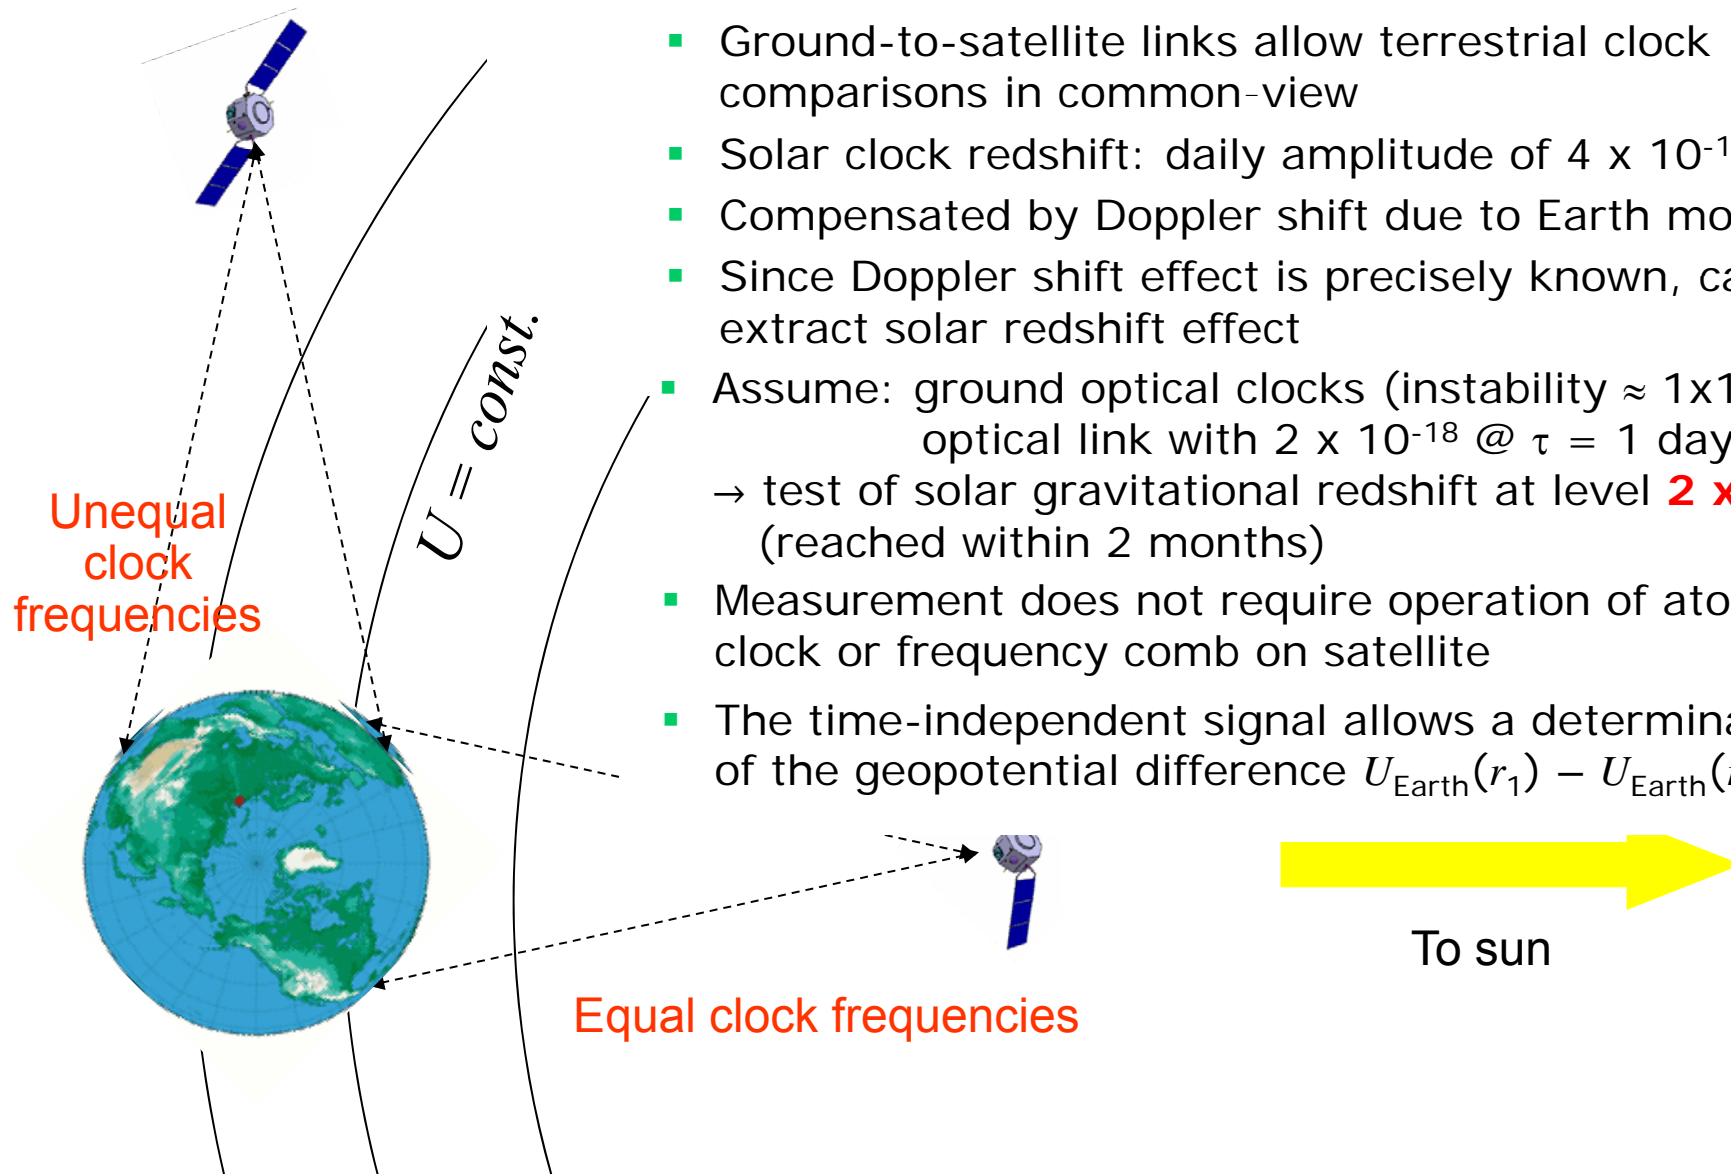 Ground-to-satellite links allow terrestrial clock
comparisons in common-view
Solar clock redshift: daily amplitude of 4 x 10⁻¹
Compensated by Doppler shift due to Earth mo
Since Doppler shift effect is precisely known, ca
extract solar redshift effect
Assume: ground optical clocks (instability ≈ 1x1
optical link with 2 x 10⁻¹⁸ @ τ = 1 day
→ test of solar gravitational redshift at level 2 x
(reached within 2 months)
Measurement does not require operation of ato
clock or frequency comb on satellite
The time-independent signal allows a determina
of the geopotential difference U_Earth(r₁) – U_Earth(
U = const.
Unequal
clock
frequencies
Equal clock frequencies
To sun